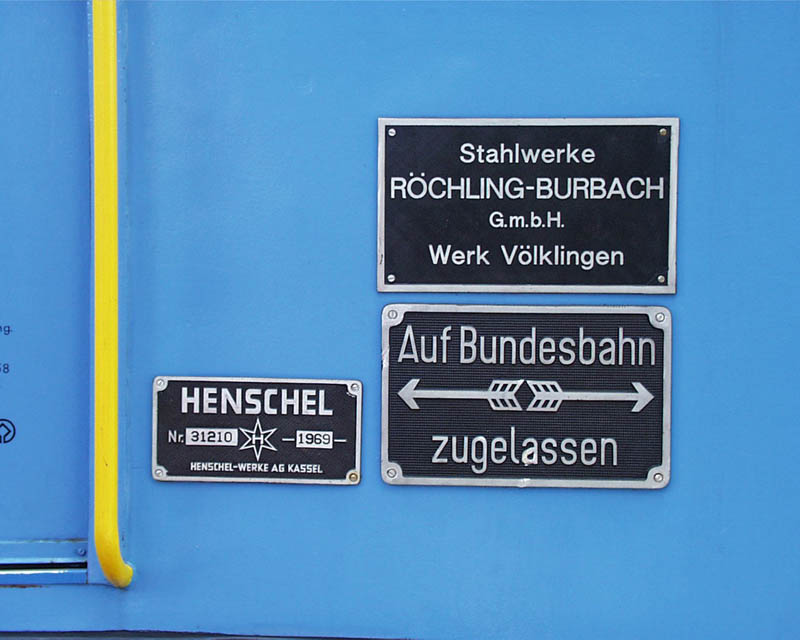 Stahlwerke
RÖCHLING-BURBACH
G.m.b.H.
Werk Völklingen
Auf Bundesbahn
zugelassen
HENSCHEL
Nr. 31210 H —1969—
HENSCHEL-WERKE AG KASSEL